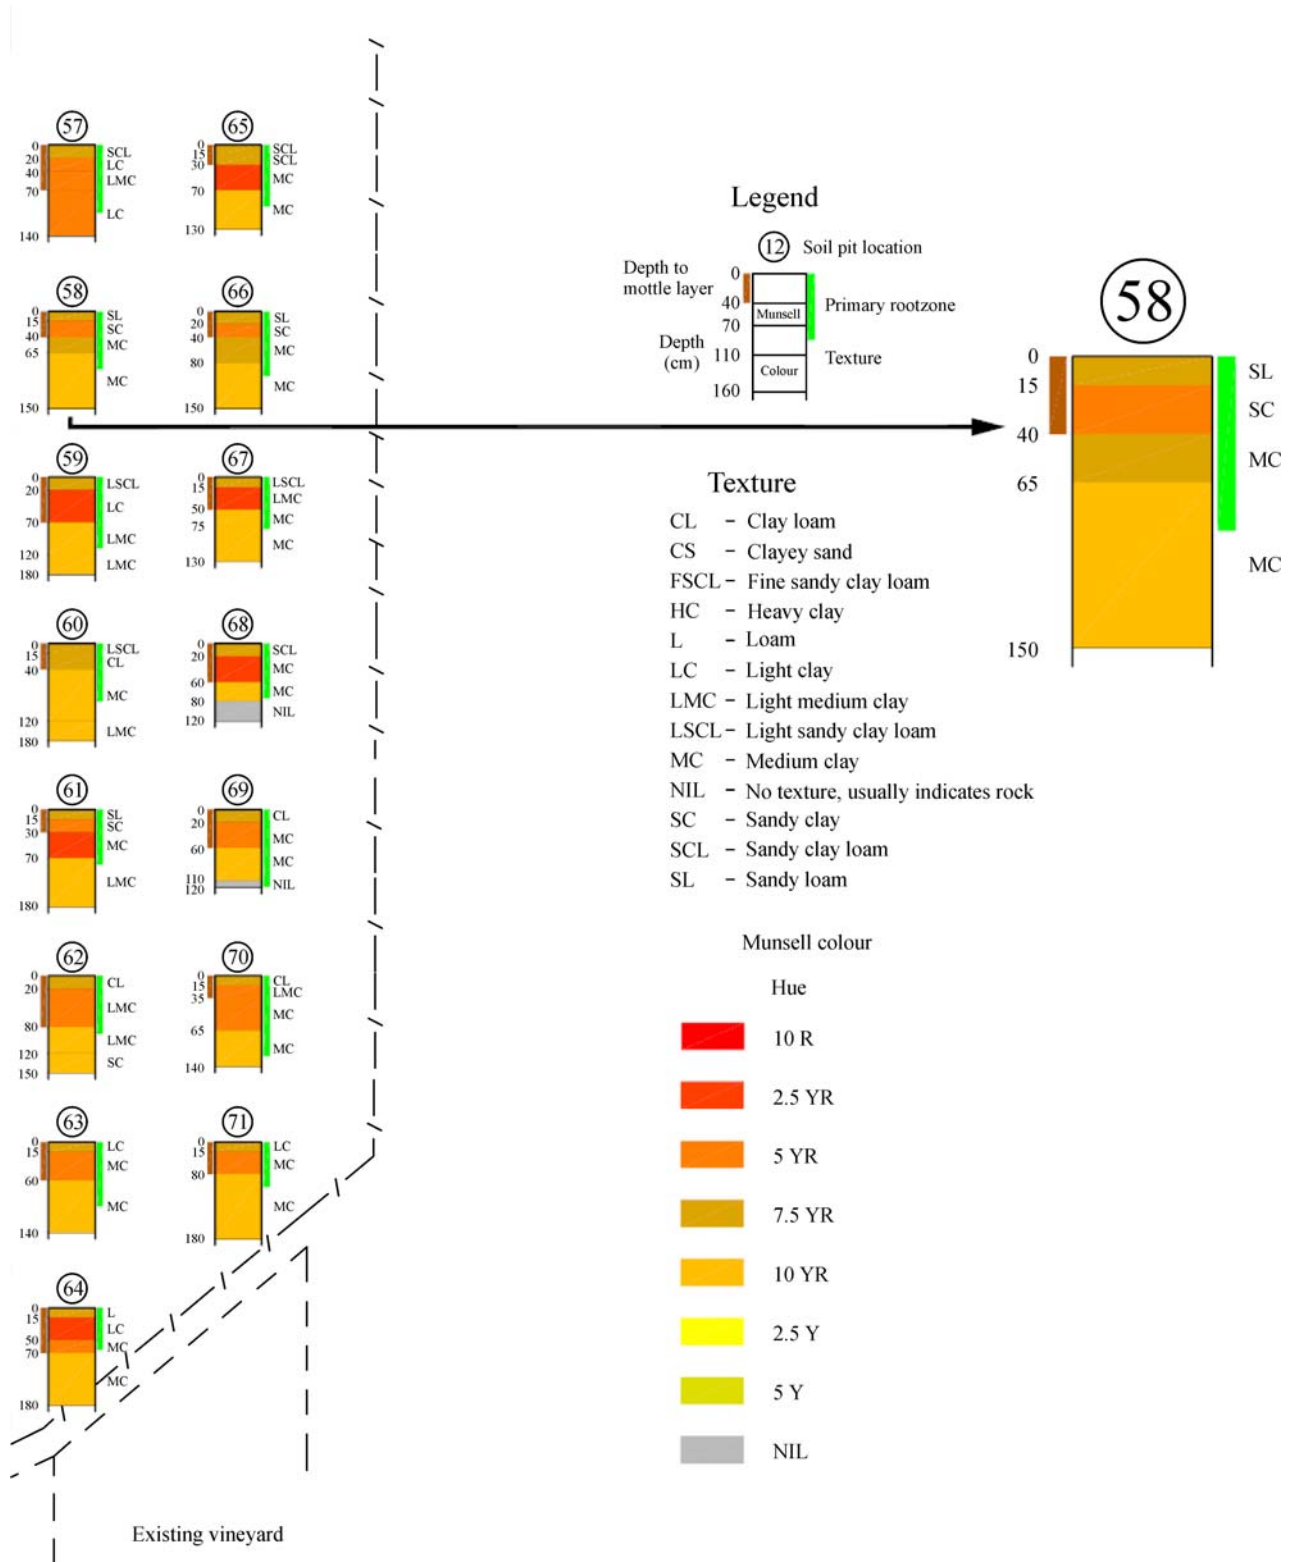 57
0
20
40
70
140
SCL
LC
LMC
LC
65
0
15
30
70
130
SCL
SCL
MC
MC
58
0
15
40
65
150
SL
SC
MC
MC
66
0
20
40
80
150
SL
SC
MC
MC
59
0
20
70
120
180
LSCL
LC
LMC
LMC
67
0
15
50
75
130
LSCL
LMC
MC
MC
60
0
15
40
120
180
LSCL
CL
MC
LMC
68
0
20
60
80
120
SCL
MC
MC
NIL
61
0
15
30
70
180
SL
SC
MC
LMC
69
0
20
60
110
120
CL
MC
MC
NIL
62
0
20
80
120
150
CL
LMC
LMC
SC
70
0
15
35
65
140
CL
LMC
MC
MC
63
0
15
60
140
LC
MC
MC
71
0
15
80
180
LC
MC
MC
64
0
15
50
70
180
L
LC
MC
MC
Existing vineyard
Legend
12 Soil pit location
Depth to
mottle layer
0
40
70
110
160
Munsell
Colour
Depth
(cm)
Primary rootzone
Texture
58
0
15
40
65
150
SL
SC
MC
MC
Texture
CL – Clay loam
CS – Clayey sand
FSCL – Fine sandy clay loam
HC – Heavy clay
L – Loam
LC – Light clay
LMC – Light medium clay
LSCL – Light sandy clay loam
MC – Medium clay
NIL – No texture, usually indicates rock
SC – Sandy clay
SCL – Sandy clay loam
SL – Sandy loam
Munsell colour
Hue
10 R
2.5 YR
5 YR
7.5 YR
10 YR
2.5 Y
5 Y
NIL